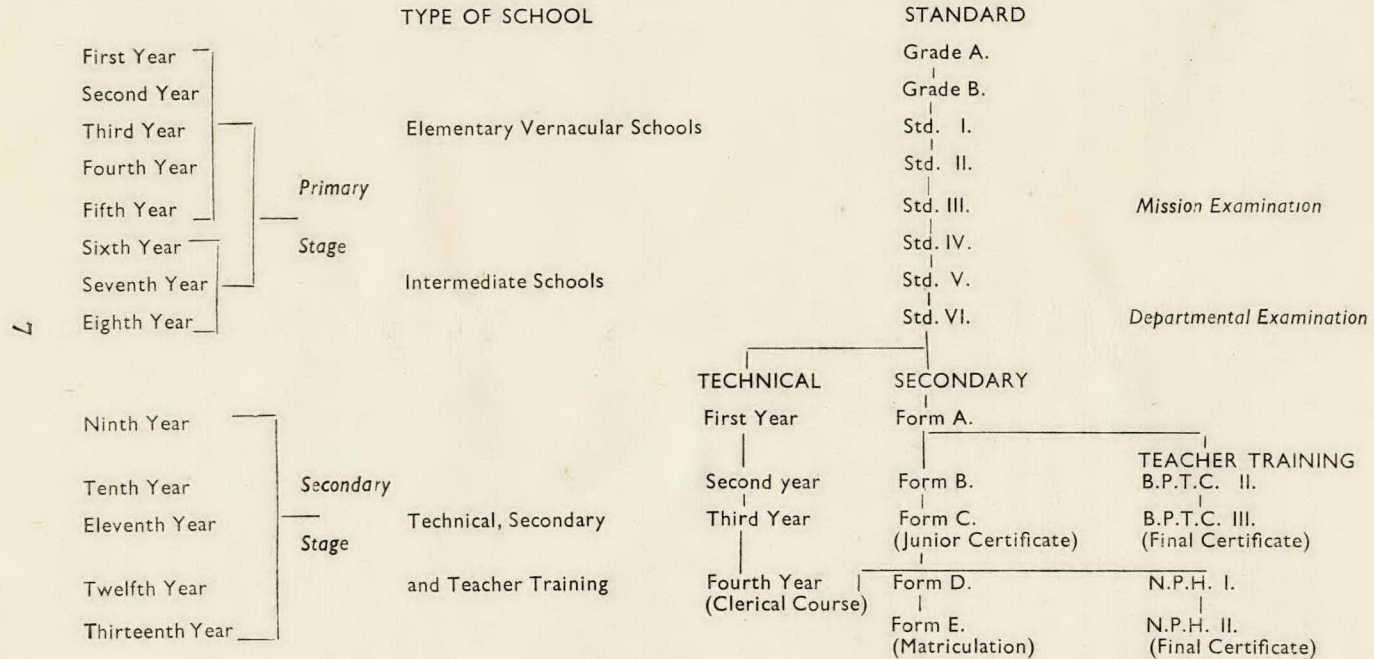 TYPE OF SCHOOL STANDARD
First Year Grade A.
Second Year Grade B.
Third Year Elementary Vernacular Schools Std. I.
Fourth Year Std. II.
Primary
Fifth Year Std. III. Mission Examination
Sixth Year Stage Std. IV.
Seventh Year Intermediate Schools Std. V.
7 Eighth Year Std. VI. Departmental Examination
TECHNICAL SECONDARY
Ninth Year First Year Form A.
TEACHER TRAINING
Tenth Year Secondary Second year Form B. B.P.T.C. II.
Eleventh Year Technical, Secondary Third Year Form C. B.P.T.C. III.
Stage (Junior Certificate) (Final Certificate)
Twelfth Year and Teacher Training Fourth Year Form D. N.P.H. I.
(Clerical Course)
Thirteenth Year Form E. N.P.H. II.
(Matriculation) (Final Certificate)